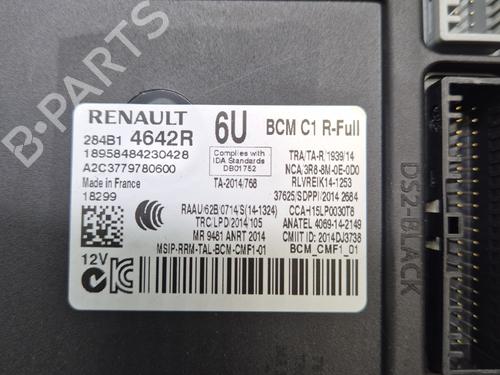 B-PARTS
RENAULT
284B1 4642R
18958484230428
A2C3779780600
Made in France
18299
12V
6U
BCM C1 R-Full
Complies with
IDA Standards
DB01752
TA-2014/768
TRA/TA-R/1939/14
NCA/3R8-8M-0E-0D0
RLVREIK14-1253
37625/SDPPI/2014 2684
RAAU/62B/0714/S(14-1324)
CCAH15LP0030T8
TRC/LPD/2014/105
ANATEL 4069-14-2149
MR 9481 ANRT 2014
CMIIT ID: 2014DJ3738
MSIP-RRM-TAL-BCM-CMF1-01
BCM_CMF1_01
DS2-BLACK